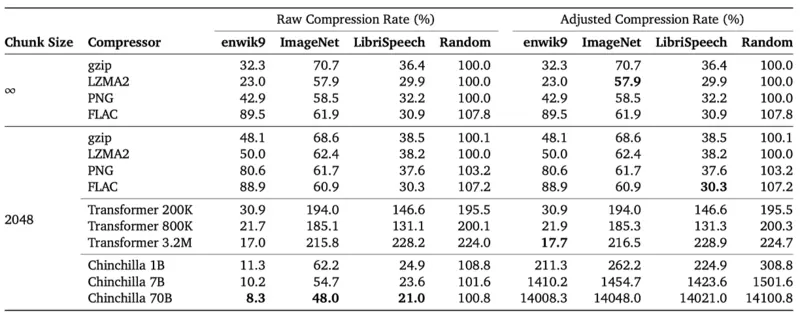 Raw Compression Rate (%) Adjusted Compression Rate (%)
Chunk Size Compressor enwik9 ImageNet LibriSpeech Random enwik9 ImageNet LibriSpeech Random
gzip 32.3 70.7 36.4 100.0 32.3 70.7 36.4 100.0
∞ LZMA2 23.0 57.9 29.9 100.0 23.0 57.9 29.9 100.0
PNG 42.9 58.5 32.2 100.0 42.9 58.5 32.2 100.0
FLAC 89.5 61.9 30.9 107.8 89.5 61.9 30.9 107.8
gzip 48.1 68.6 38.5 100.1 48.1 68.6 38.5 100.1
LZMA2 50.0 62.4 38.2 100.0 50.0 62.4 38.2 100.0
PNG 80.6 61.7 37.6 103.2 80.6 61.7 37.6 103.2
FLAC 88.9 60.9 30.3 107.2 88.9 60.9 30.3 107.2
2048 Transformer 200K 30.9 194.0 146.6 195.5 30.9 194.0 146.6 195.5
Transformer 800K 21.7 185.1 131.1 200.1 21.9 185.3 131.3 200.3
Transformer 3.2M 17.0 215.8 228.2 224.0 17.7 216.5 228.9 224.7
Chinchilla 1B 11.3 62.2 24.9 108.8 211.3 262.2 224.9 308.8
Chinchilla 7B 10.2 54.7 23.6 101.6 1410.2 1454.7 1423.6 1501.6
Chinchilla 70B 8.3 48.0 21.0 100.8 14008.3 14048.0 14021.0 14100.8